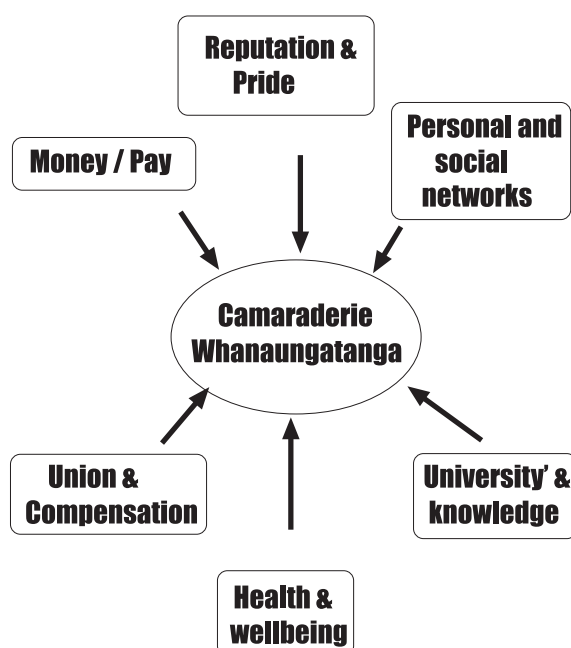 Reputation &
Pride
Personal and
social
networks
Money / Pay
Camaraderie
Whanaungatanga
Union &
Compensation
University' &
knowledge
Health &
wellbeing